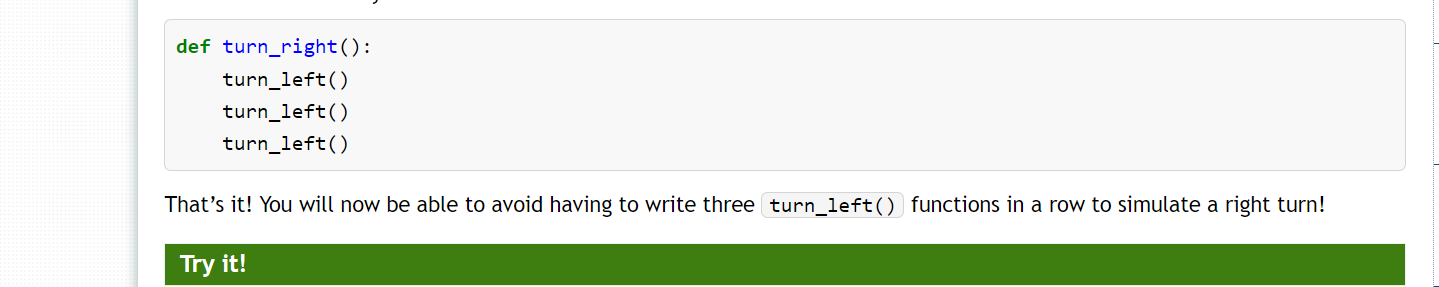 def turn_right():
    turn_left()
    turn_left()
    turn_left()
That’s it! You will now be able to avoid having to write three turn_left() functions in a row to simulate a right turn!
Try it!